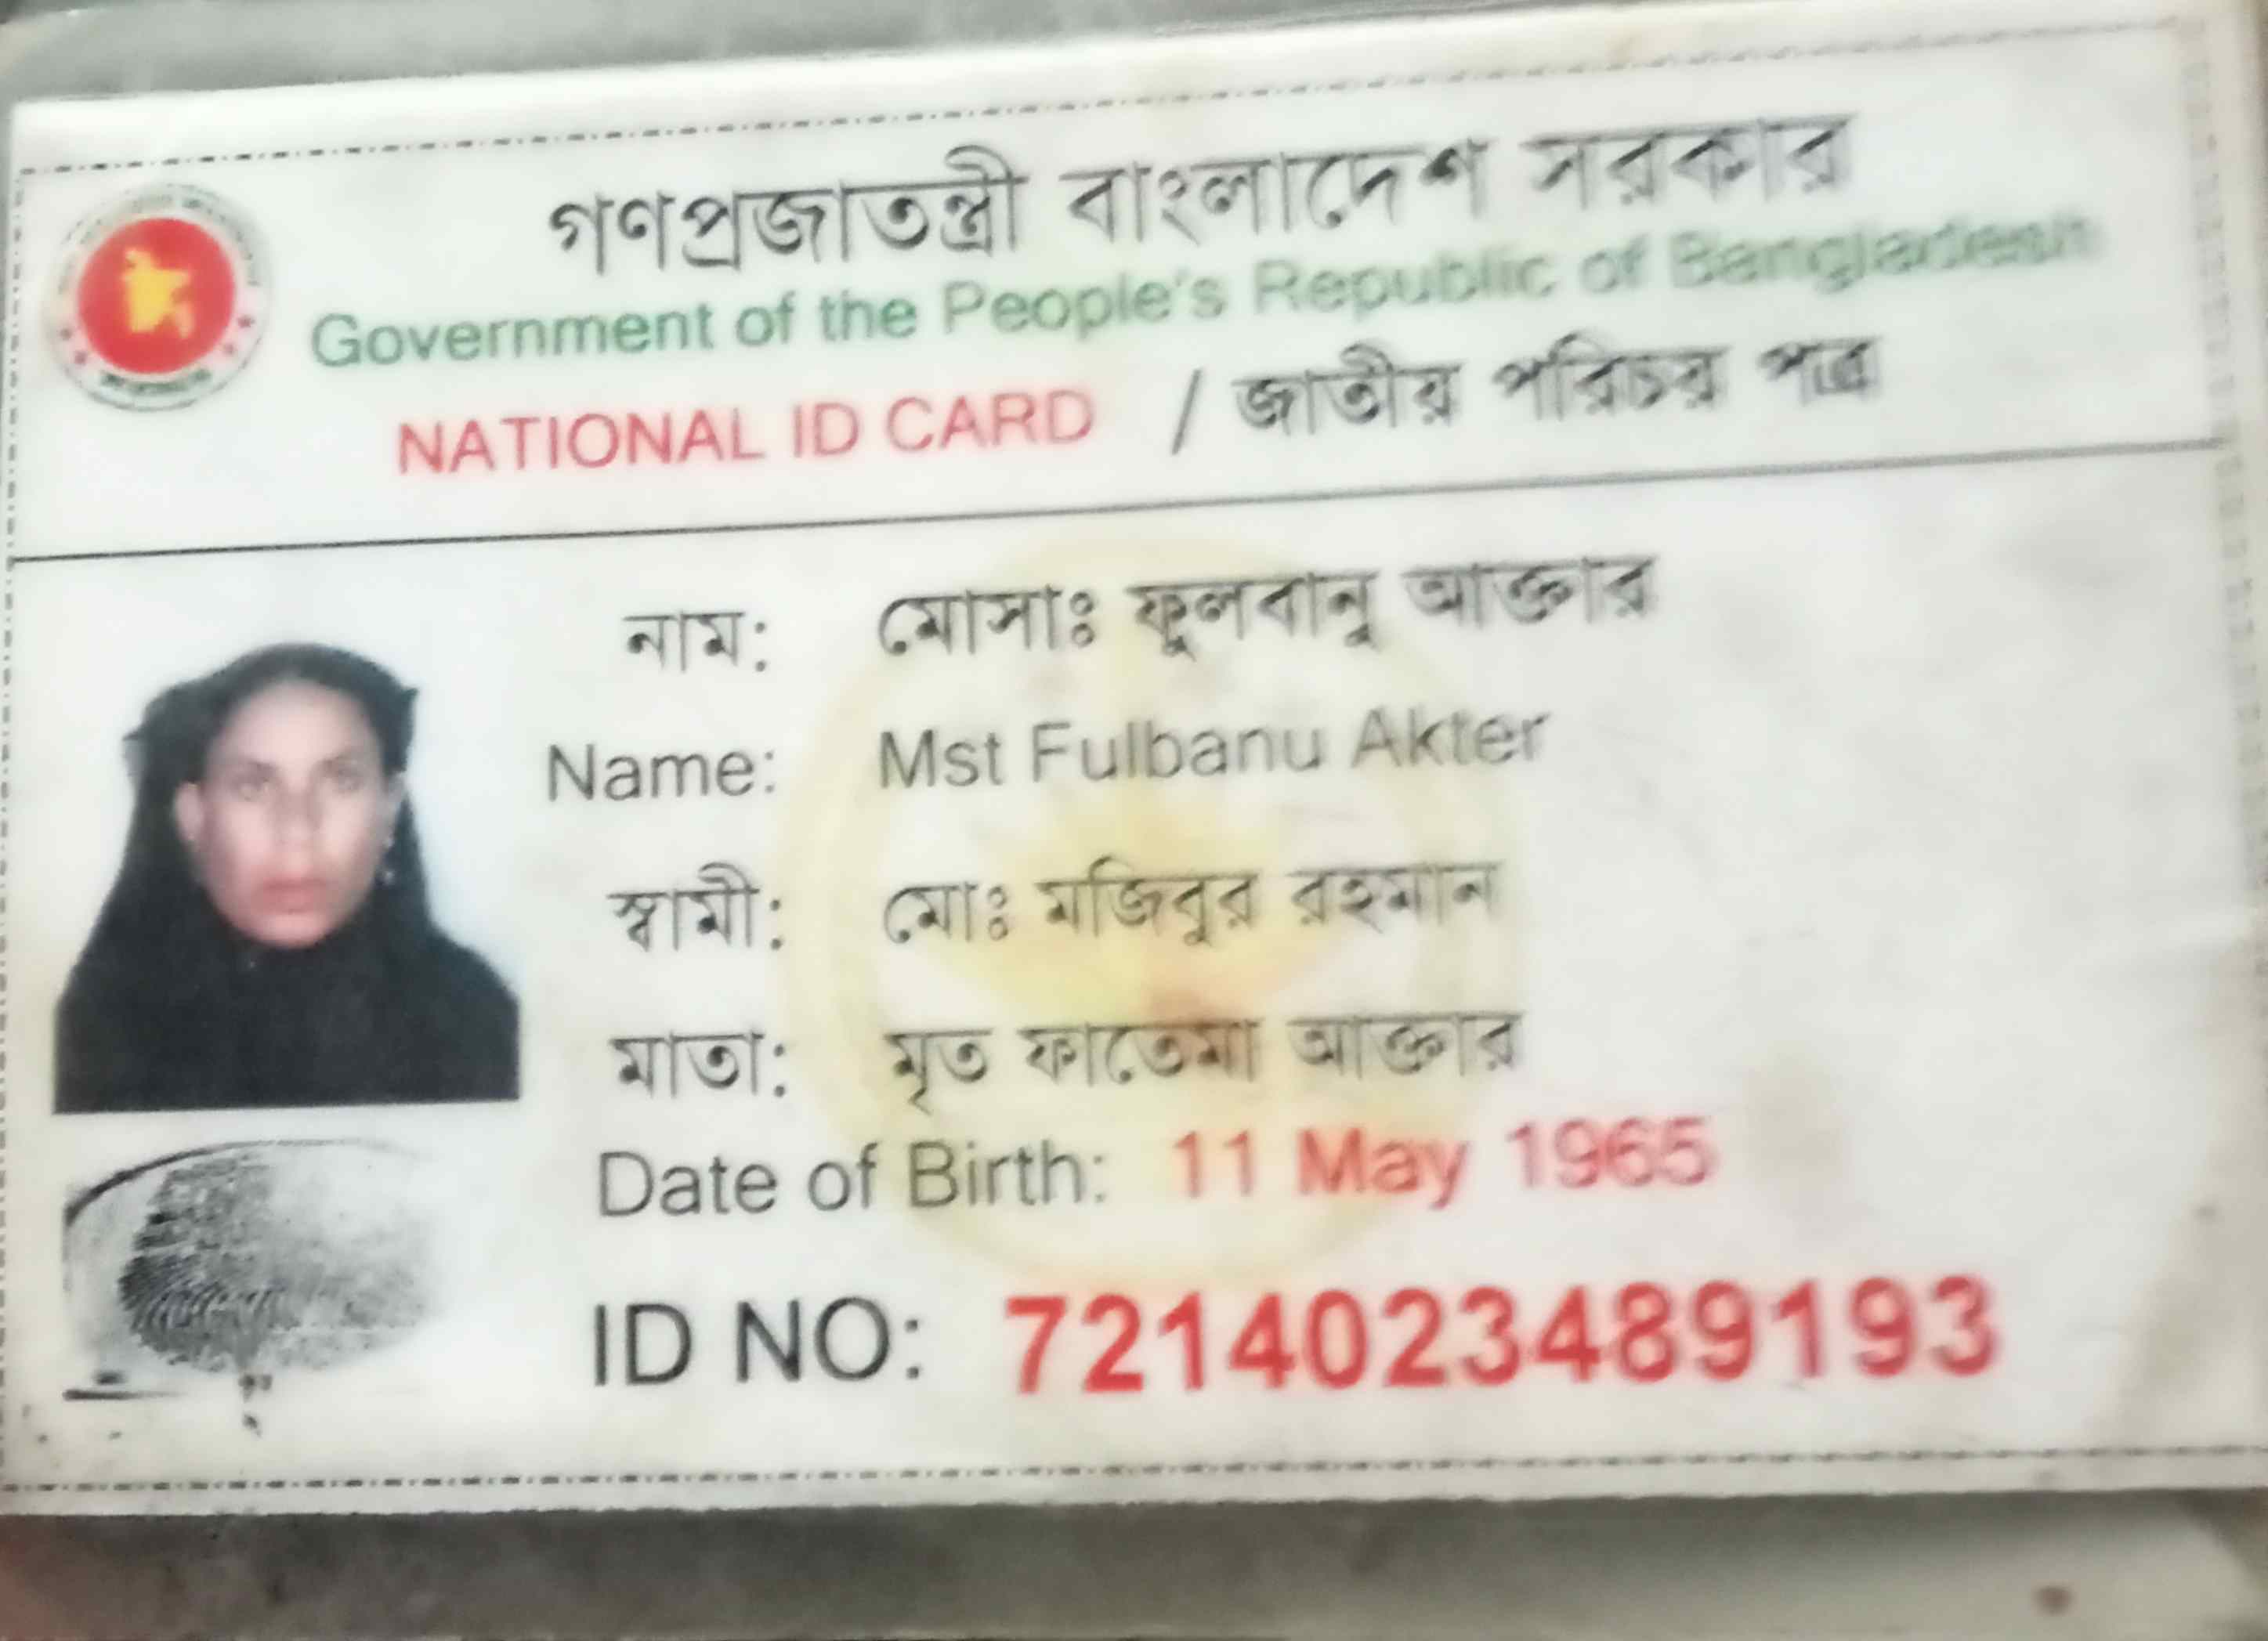 গণপ্রজাতন্ত্রী বাংলাদেশ সরকার
Government of the People's Republic of Bangladesh
NATIONAL ID CARD / জাতীয় পরিচয় পত্র
নাম: মোসাঃ ফুলবানু আক্তার
Name: Mst Fulbanu Akter
স্বামী: মোঃ মজিবুর রহমান
মাতা: মৃত ফাতেমা আক্তার
Date of Birth: 11 May 1965
ID NO: 7214023489193